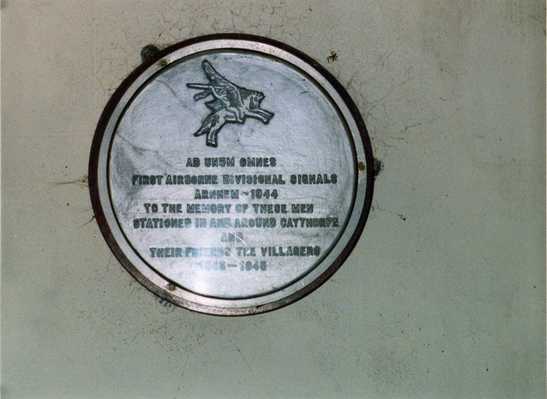 AD UNUM OMNES
FIRST AIRBORNE DIVISIONAL SIGNALS
ARNHEM ~ 1944
TO THE MEMORY OF THESE MEN
STATIONED IN AND AROUND CAYTHORPE
AND
THEIR FRIENDS THE VILLAGERS
— 1945